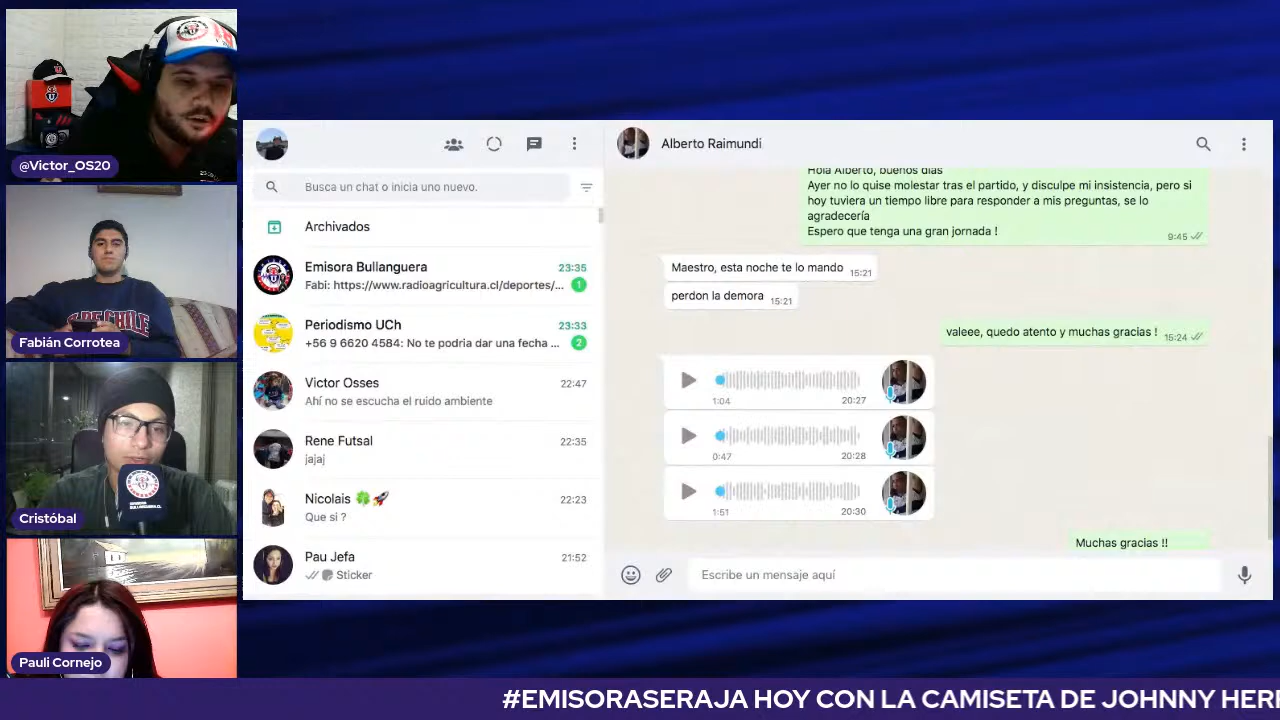 @Victor_OS20
Fabián Corrotea
CHILE
Cristóbal
Pauli Cornejo
Busca un chat o inicia uno nuevo.
Archivados
Emisora Bullanguera
23:35
Fabi: https://www.radioagricultura.cl/deportes/...
1
Periodismo UCh
23:33
+56 9 6620 4584: No te podria dar una fecha ...
2
Victor Osses
22:47
Ahí no se escucha el ruido ambiente
Rene Futsal
22:35
jajaj
Nicolais
22:23
Que si ?
Pau Jefa
21:52
Sticker
Alberto Raimundi
Hola Alberto, buenos días
Ayer no lo quise molestar tras el partido, y disculpe mi insistencia, pero si
hoy tuviera un tiempo libre para responder a mis preguntas, se lo
agradecería
Espero que tenga una gran jornada !
9:45
Maestro, esta noche te lo mando
15:21
perdon la demora
15:21
valeee, quedo atento y muchas gracias !
15:24
1:04
20:27
0:47
20:28
1:51
20:30
Muchas gracias !!
Escribe un mensaje aquí
#EMISORASERAJA HOY CON LA CAMISETA DE JOHNNY